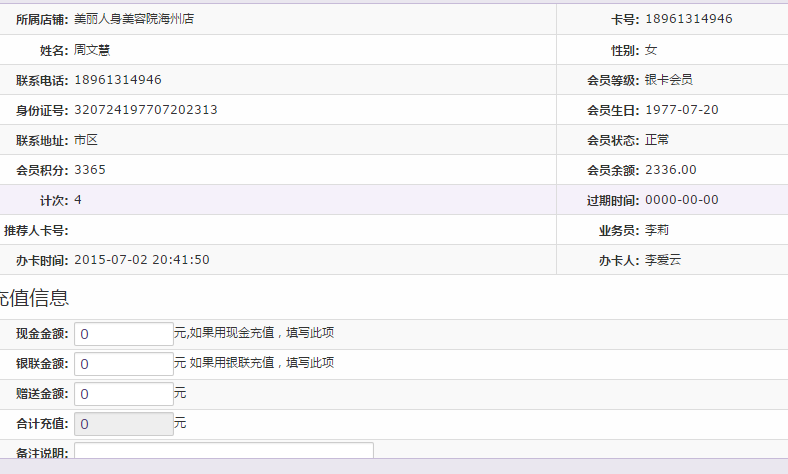 所属店铺: 美丽人身美容院海州店 卡号: 18961314946
姓名: 周文慧 性别: 女
联系电话: 18961314946 会员等级: 银卡会员
身份证号: 320724197707202313 会员生日: 1977-07-20
联系地址: 市区 会员状态: 正常
会员积分: 3365 会员余额: 2336.00
计次: 4 过期时间: 0000-00-00
推荐人卡号: 业务员: 李莉
办卡时间: 2015-07-02 20:41:50 办卡人: 李爱云
充值信息
现金金额: 0 元,如果用现金充值，填写此项
银联金额: 0 元 如果用银联充值，填写此项
赠送金额: 0 元
合计充值: 0 元
备注说明: